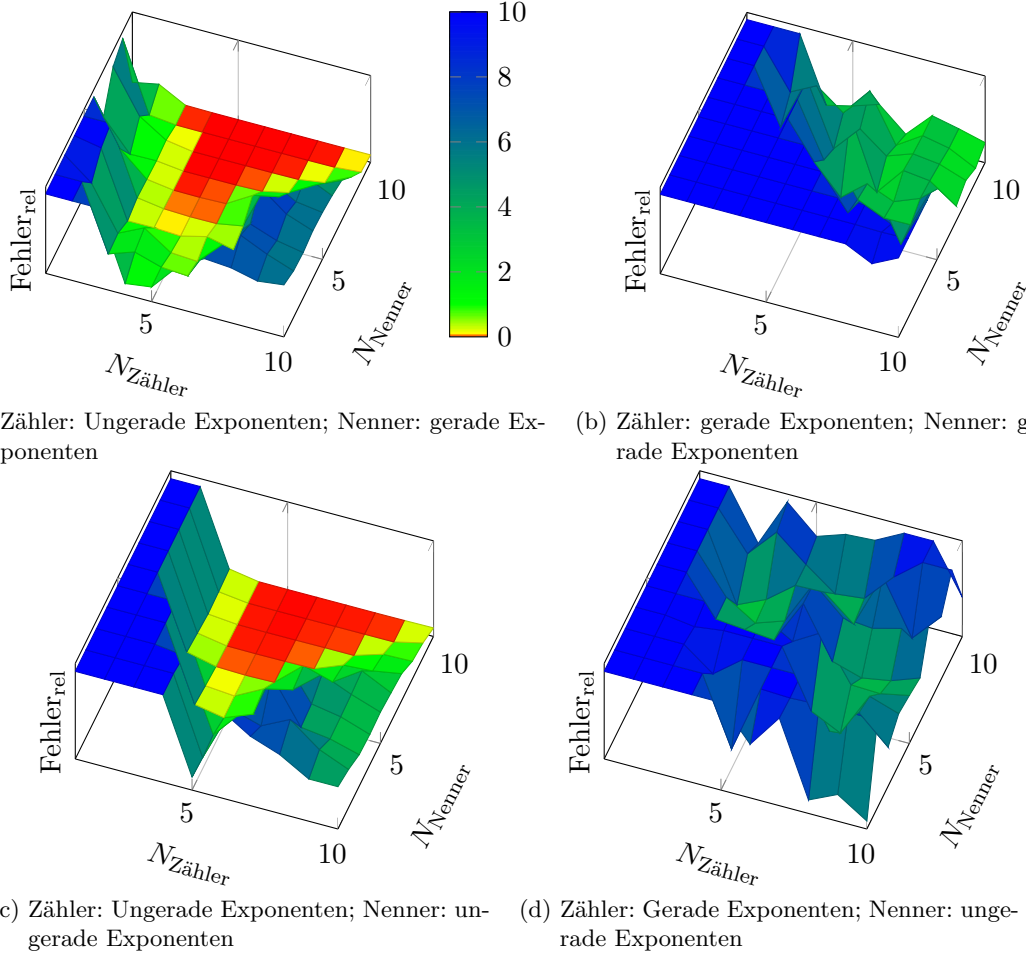 10
8
6
4
2
0
Fehler_rel
5
10
N_Zähler
5
10
N_Nenner
Fehler_rel
5
10
N_Zähler
5
10
N_Nenner
Zähler: Ungerade Exponenten; Nenner: gerade Ex-
ponenten
(b) Zähler: gerade Exponenten; Nenner: g
rade Exponenten
Fehler_rel
5
10
N_Zähler
5
10
N_Nenner
Fehler_rel
5
10
N_Zähler
5
10
N_Nenner
c) Zähler: Ungerade Exponenten; Nenner: un-
gerade Exponenten
(d) Zähler: Gerade Exponenten; Nenner: unge-
rade Exponenten